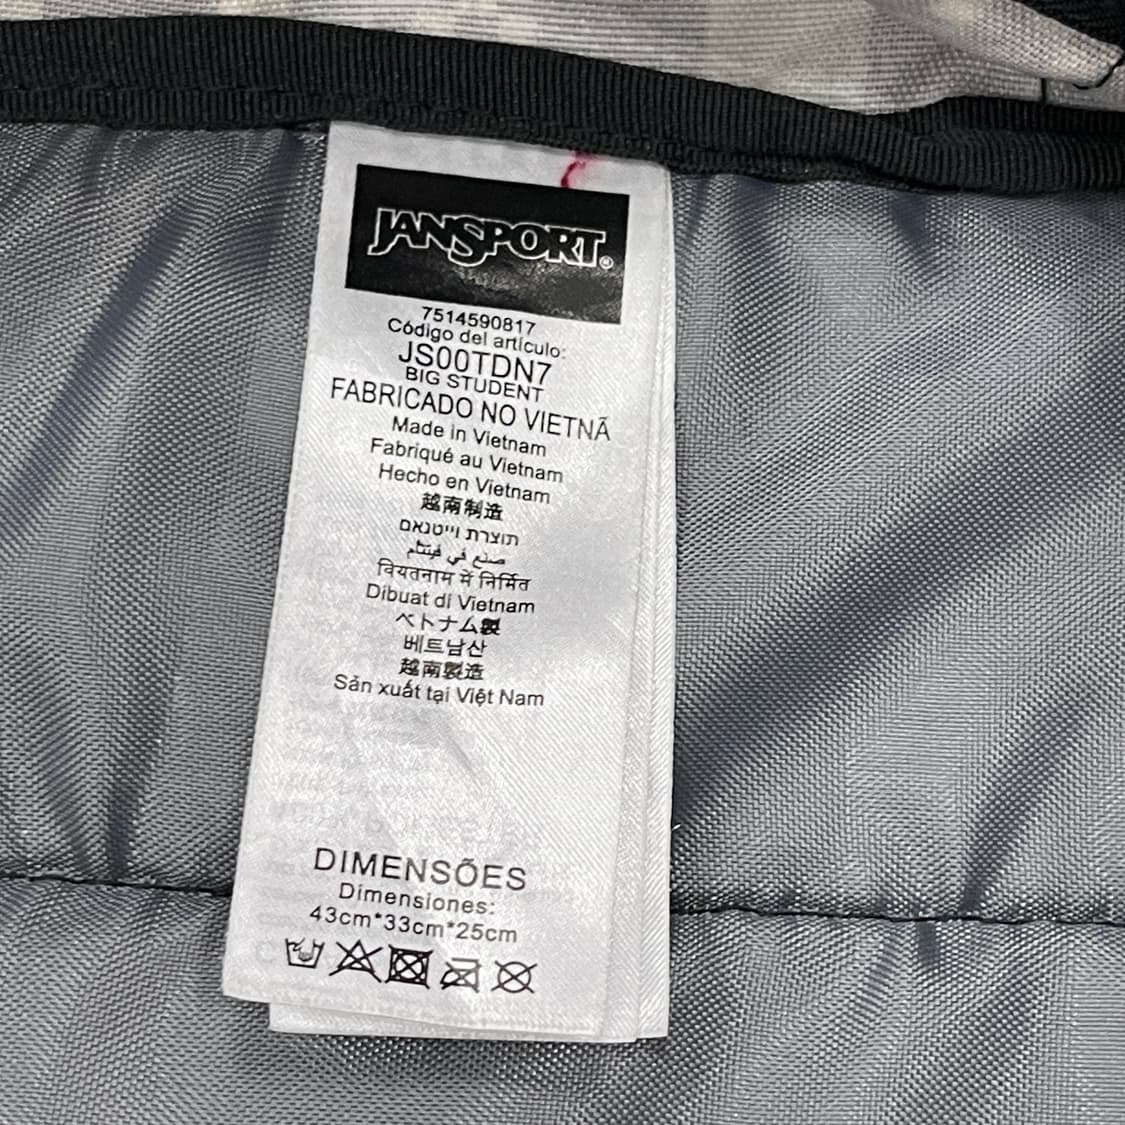 JANSPORT®
7514590817
Código del artículo:
JS00TDN7
BIG STUDENT
FABRICADO NO VIETNÃ
Made in Vietnam
Fabriqué au Vietnam
Hecho en Vietnam
越南制造
תוצרת וייטנאם
صنع في فيتنام
वियतनाम में निर्मित
Dibuat di Vietnam
ベトナム製
베트남산
越南製造
Sản xuất tại Việt Nam
DIMENSÕES
Dimensiones:
43cm*33cm*25cm